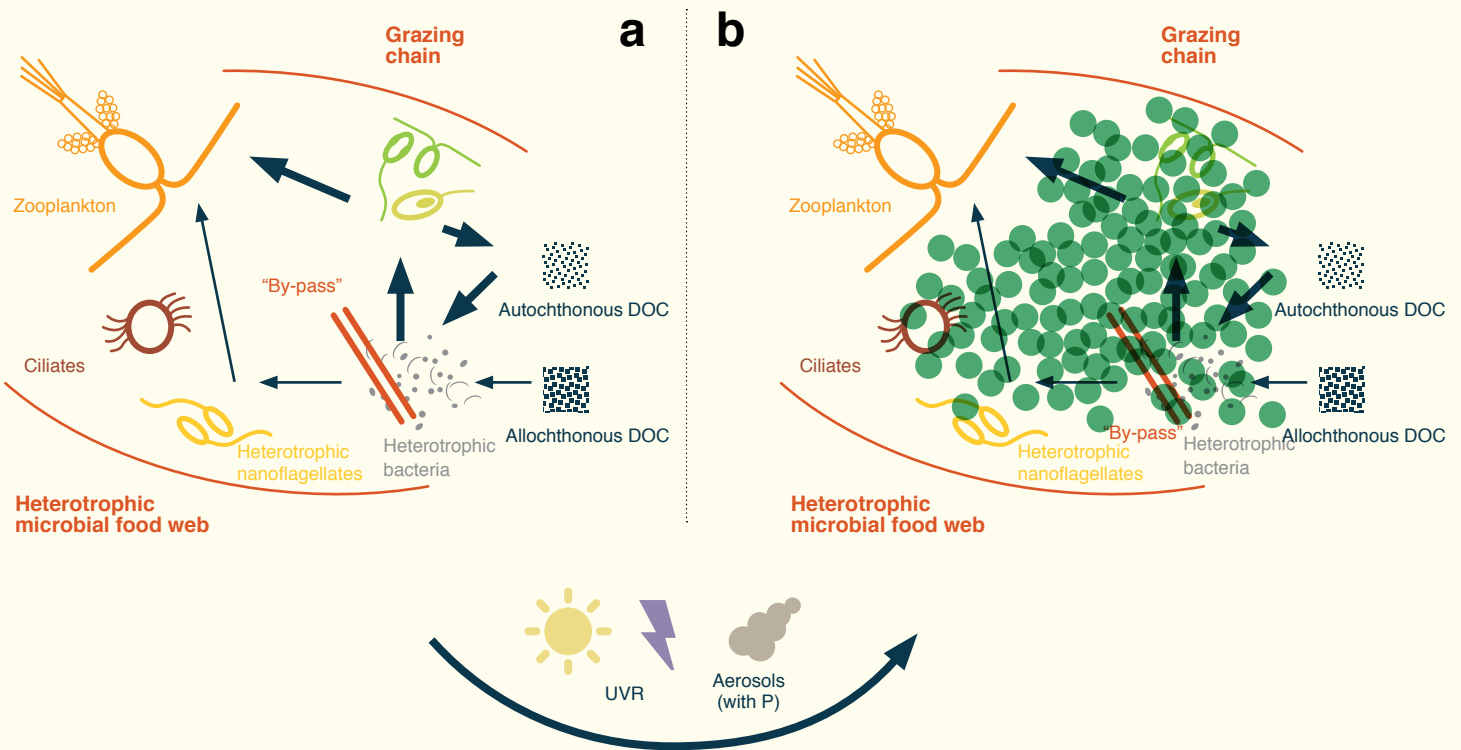 a
Grazing
chain
Zooplankton
“By-pass”
Autochthonous DOC
Ciliates
Allochthonous DOC
Heterotrophic
bacteria
Heterotrophic
nanoflagellates
Heterotrophic
microbial food web
b
Grazing
chain
Zooplankton
Autochthonous DOC
Ciliates
“By-pass”
Allochthonous DOC
Heterotrophic
bacteria
Heterotrophic
nanoflagellates
Heterotrophic
microbial food web
UVR
Aerosols
(with P)